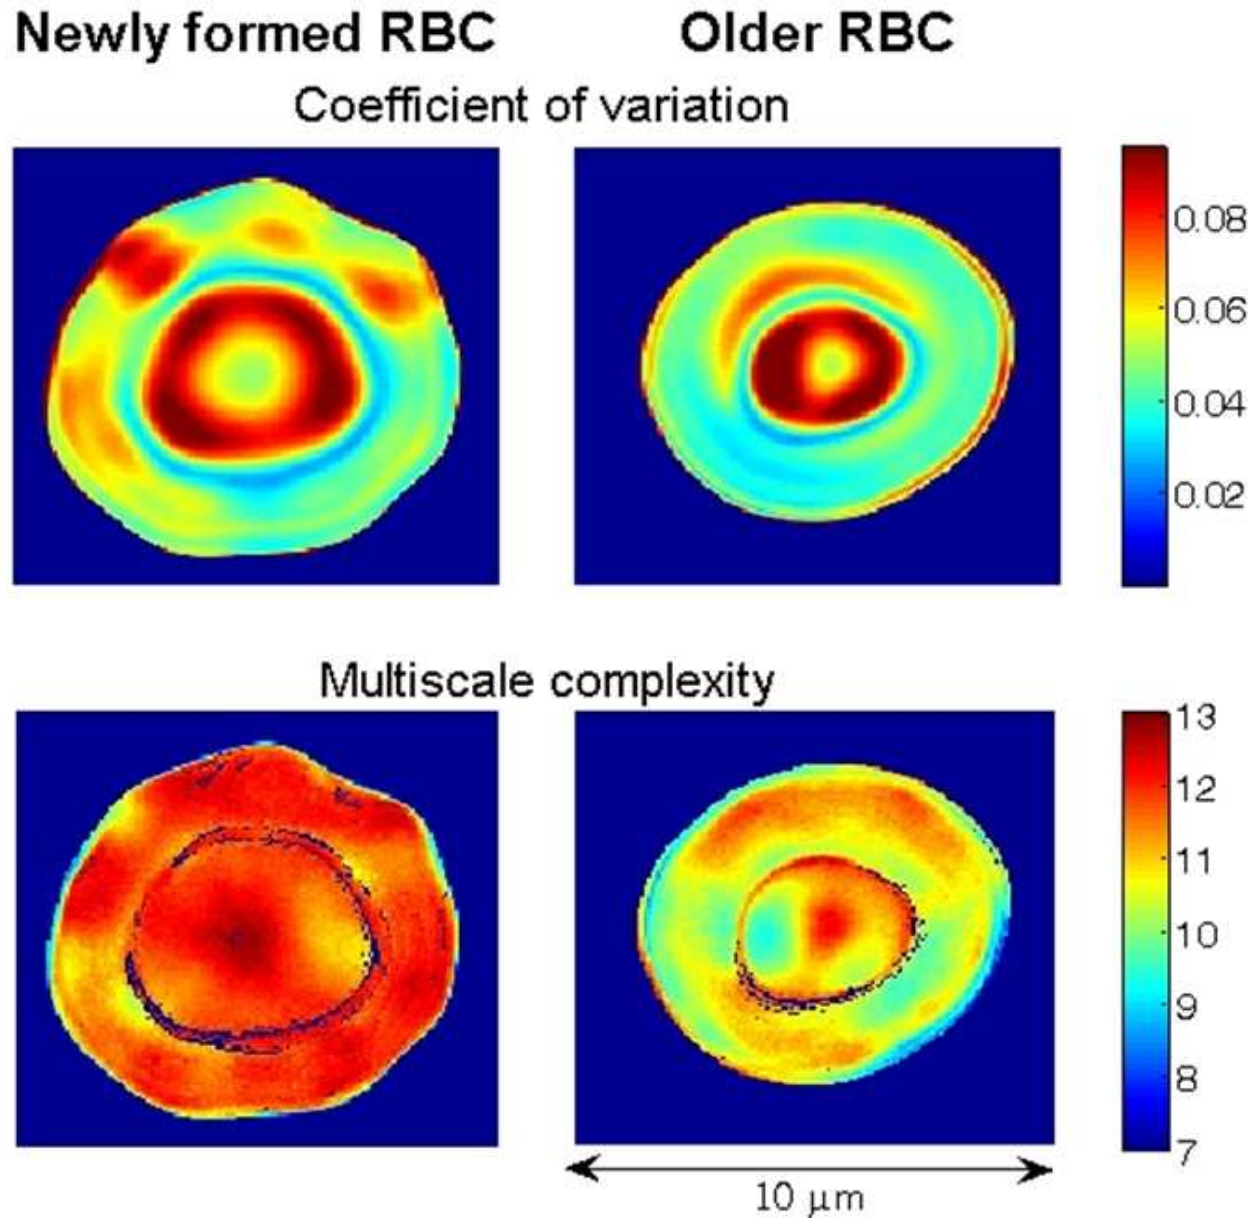 Newly formed RBC
Older RBC
Coefficient of variation
0.08
0.06
0.04
0.02
Multiscale complexity
13
12
11
10
9
8
7
10 μm